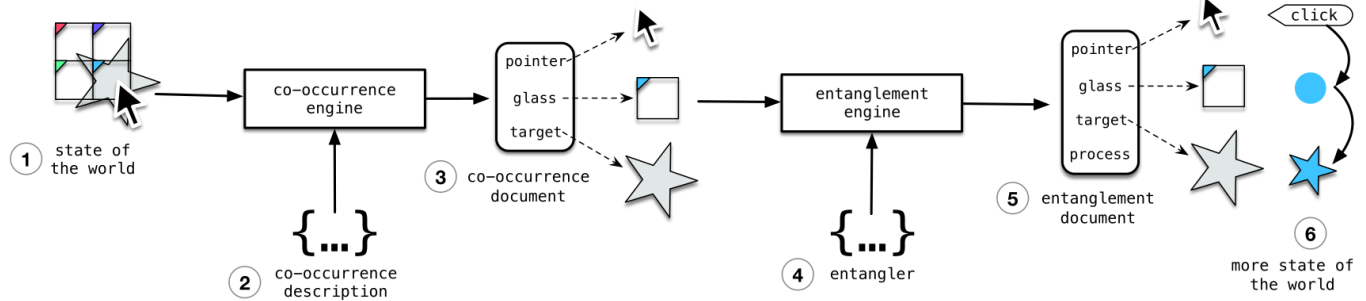 1
state of
the world
co-occurrence
engine
{...}
2
co-occurrence
description
pointer
glass
target
3
co-occurrence
document
entanglement
engine
{...}
4
entangler
pointer
glass
target
process
5
entanglement
document
click
6
more state of
the world